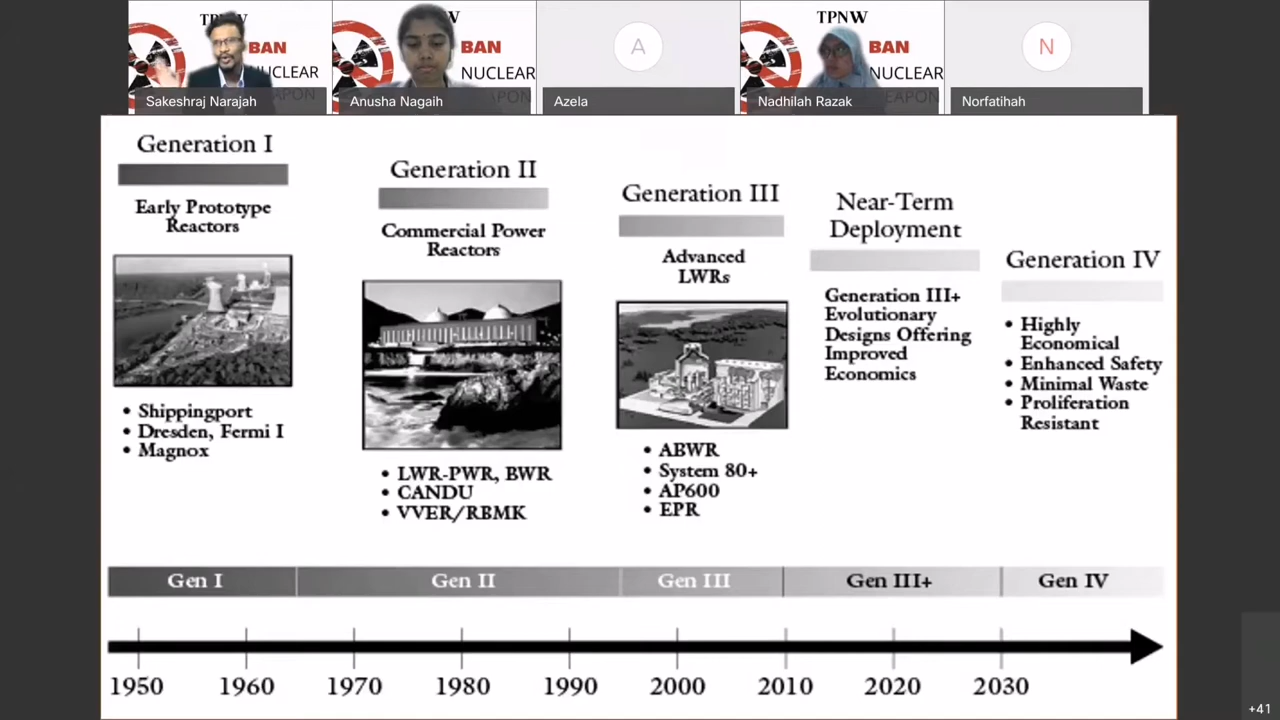 TPNW
BAN
NUCLEAR
Sakeshraj Narajah
BAN
NUCLEAR
Anusha Nagaih
A
Azela
TPNW
BAN
NUCLEAR
WEAPON
Nadhilah Razak
N
Norfatihah
Generation I
Early Prototype
Reactors
• Shippingport
• Dresden, Fermi I
• Magnox
Generation II
Commercial Power
Reactors
• LWR-PWR, BWR
• CANDU
• VVER/RBMK
Generation III
Advanced
LWRs
• ABWR
• System 80+
• AP600
• EPR
Near-Term
Deployment
Generation III+
Evolutionary
Designs Offering
Improved
Economics
Generation IV
• Highly
Economical
• Enhanced Safety
• Minimal Waste
• Proliferation
Resistant
Gen I Gen II Gen III Gen III+ Gen IV
1950 1960 1970 1980 1990 2000 2010 2020 2030
+41